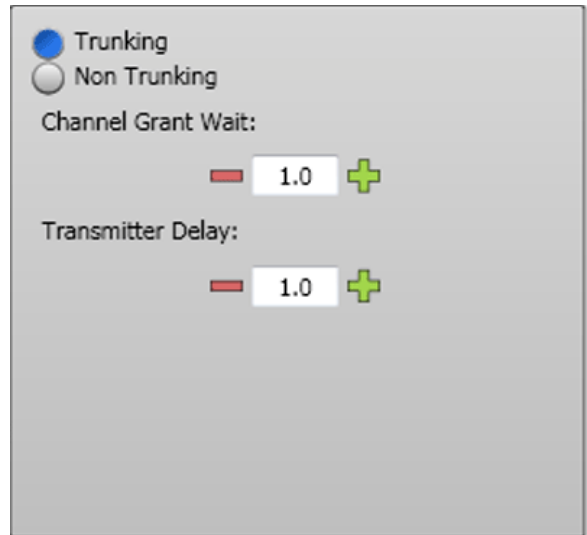 Trunking
Non Trunking
Channel Grant Wait:
1.0
Transmitter Delay:
1.0